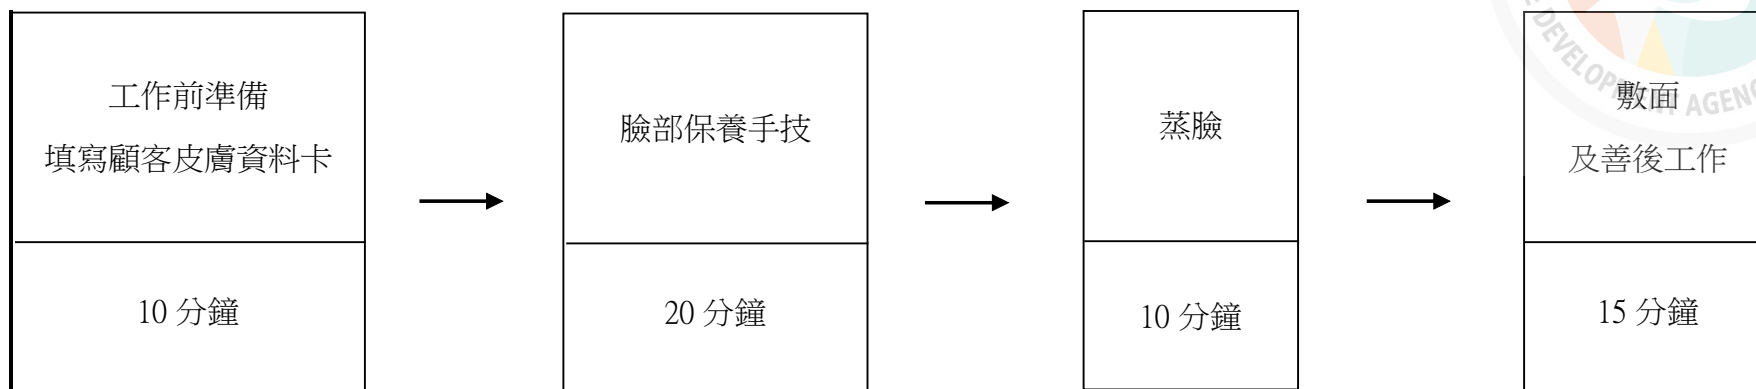 工作前準備
填寫顧客皮膚資料卡
10 分鐘
臉部保養手技
20 分鐘
蒸臉
10 分鐘
敷面
及善後工作
15 分鐘
DEVELOPMENT AGENC